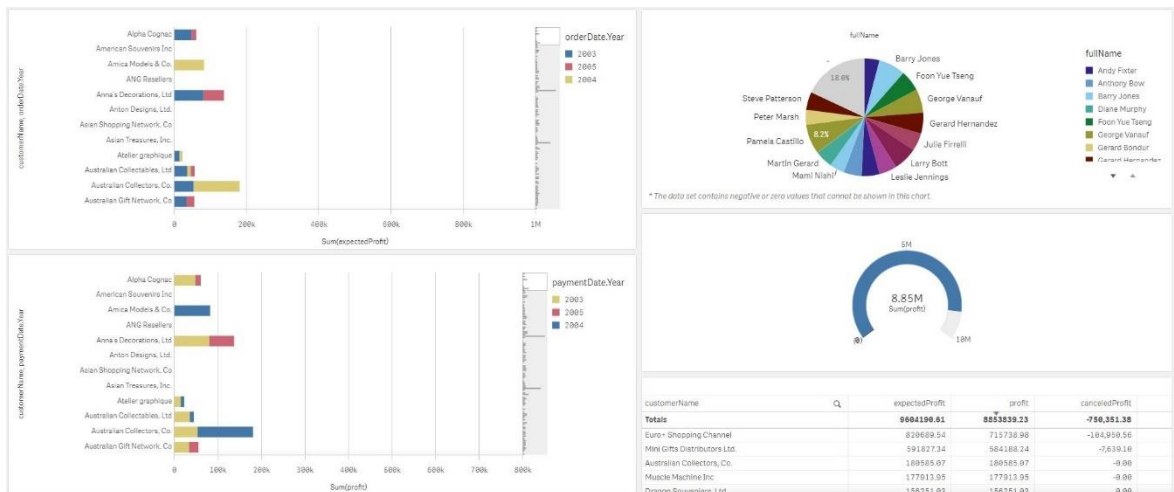 orderDate.Year
2003
2005
2004
customerName, orderDate.Year
Alpha Cognac
American Souvenirs Inc
Amica Models & Co.
ANG Resellers
Anna's Decorations, Ltd
Anton Designs, Ltd.
Asian Shopping Network, Co
Asian Treasures, Inc.
Atelier graphique
Australian Collectables, Ltd
Australian Collectors, Co.
Australian Gift Network, Co
0 200k 400k 600k 800k 1M
Sum(expectedProfit)
paymentDate.Year
2003
2005
2004
customerName, paymentDate.Year
Alpha Cognac
American Souvenirs Inc
Amica Models & Co.
ANG Resellers
Anna's Decorations, Ltd
Anton Designs, Ltd.
Asian Shopping Network, Co
Asian Treasures, Inc.
Atelier graphique
Australian Collectables, Ltd
Australian Collectors, Co.
Australian Gift Network, Co
0 100k 200k 300k 400k 500k 600k 700k 800k
Sum(profit)
fullName
Barry Jones
Foon Yue Tseng
George Vanauf
Gerard Hernandez
Julie Firrelli
Larry Bott
Leslie Jennings
Mami Nishi
Martin Gerard
Pamela Castillo
Peter Marsh
Steve Patterson
18.0%
8.2%
fullName
Andy Fixter
Anthony Bow
Barry Jones
Diane Murphy
Foon Yue Tseng
George Vanauf
Gerard Bondur
Gerard Hernandez
* The data set contains negative or zero values that cannot be shown in this chart.
5M
8.85M
Sum(profit)
10M
customerName expectedProfit profit canceledProfit
Totals 9604190.61 8853839.23 -750,351.38
Euro+ Shopping Channel 820689.54 715738.98 -104,950.56
Mini Gifts Distributors Ltd. 591827.34 584188.24 -7,639.10
Australian Collectors, Co. 180585.07 180585.07 -0.00
Muscle Machine Inc 177913.95 177913.95 -0.00
Dragon Souveniers, Ltd.